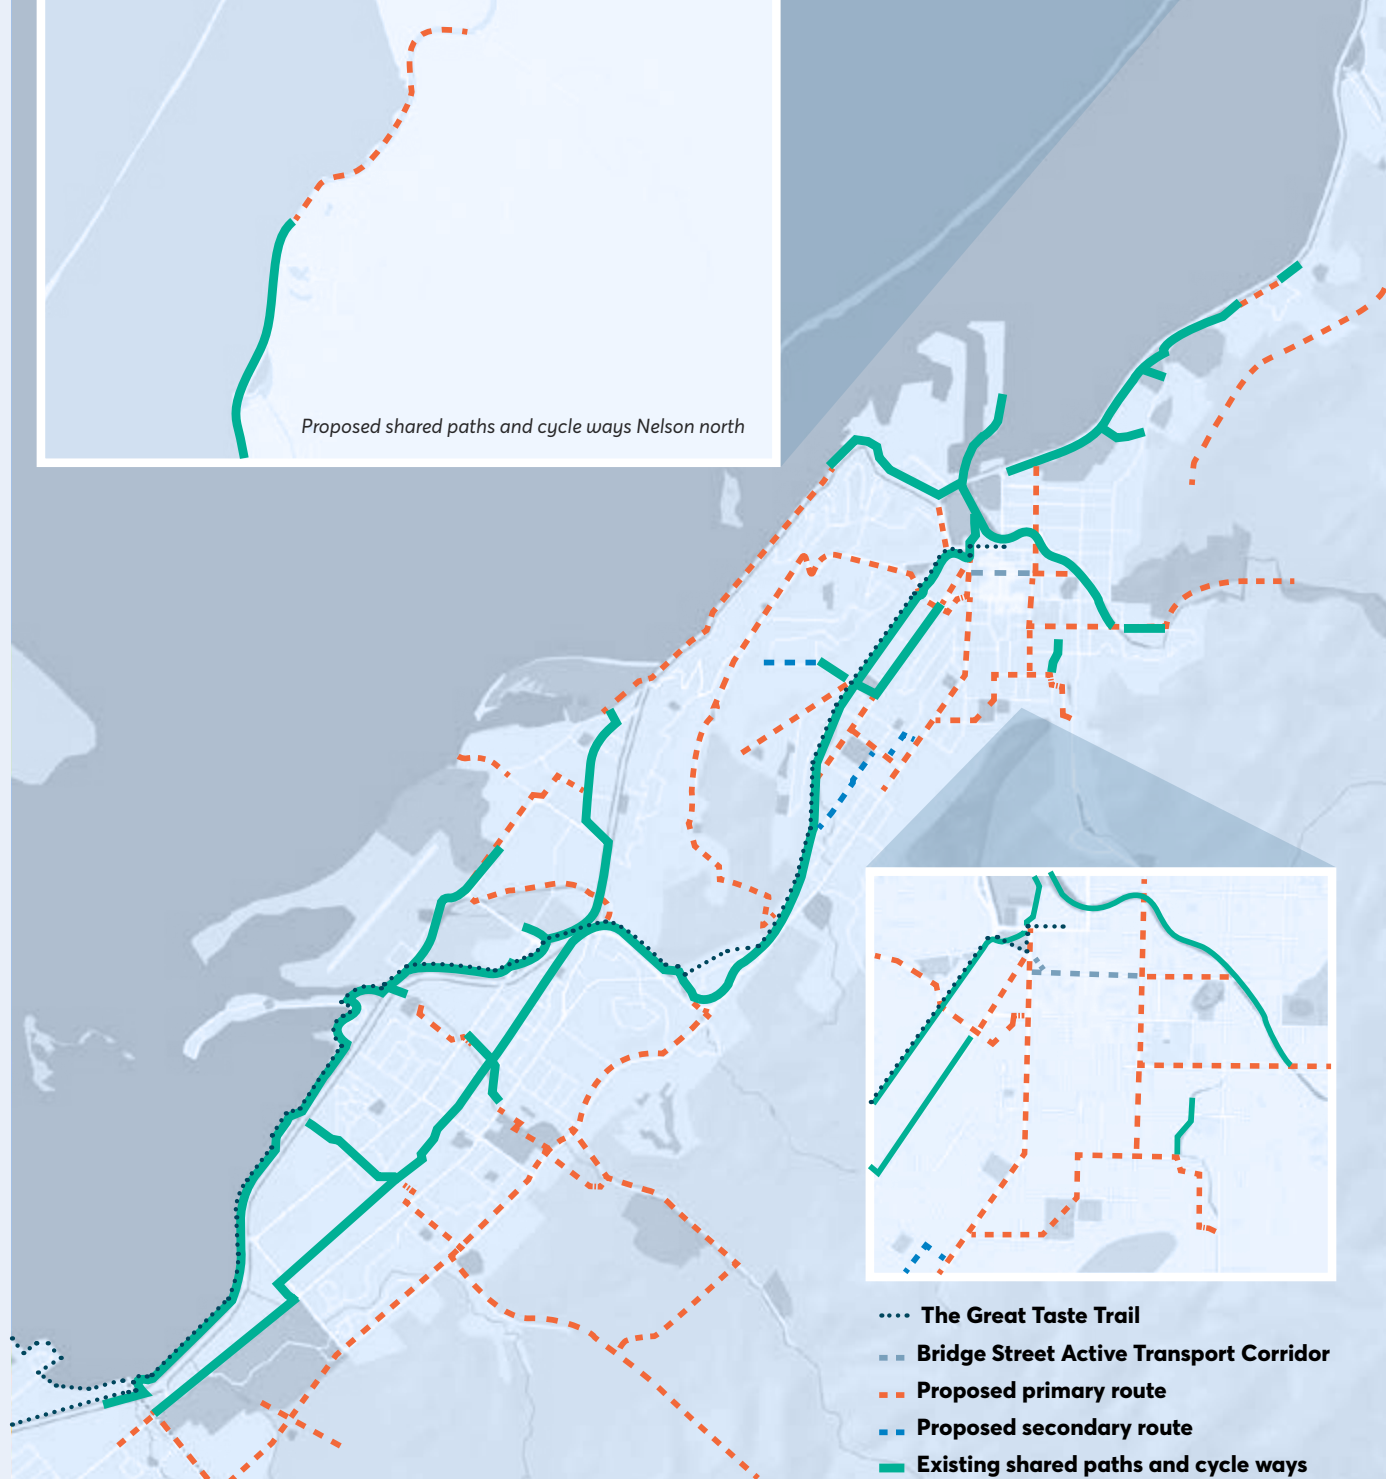 Proposed shared paths and cycle ways Nelson north
The Great Taste Trail
Bridge Street Active Transport Corridor
Proposed primary route
Proposed secondary route
Existing shared paths and cycle ways